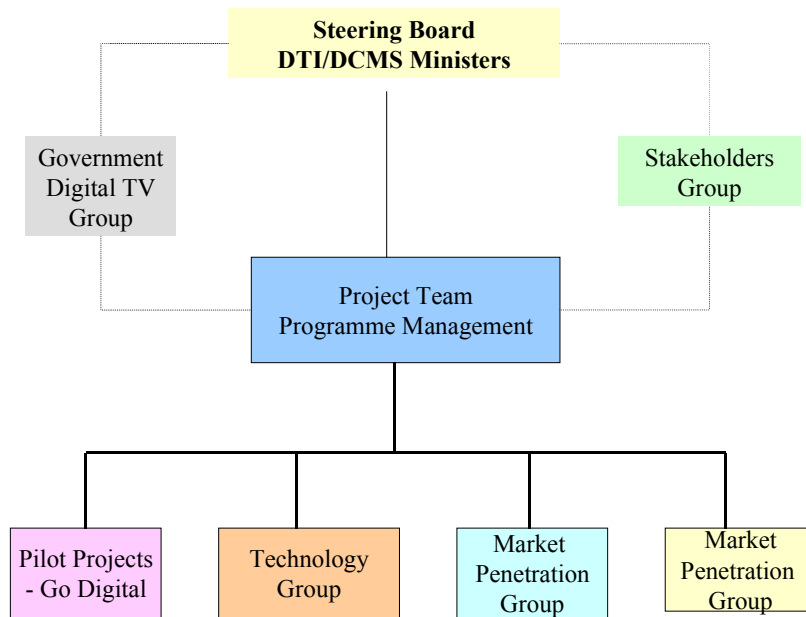 Steering Board
DTI/DCMS Ministers
Government
Digital TV
Group
Stakeholders
Group
Project Team
Programme Management
Pilot Projects
- Go Digital
Technology
Group
Market
Penetration
Group
Market
Penetration
Group